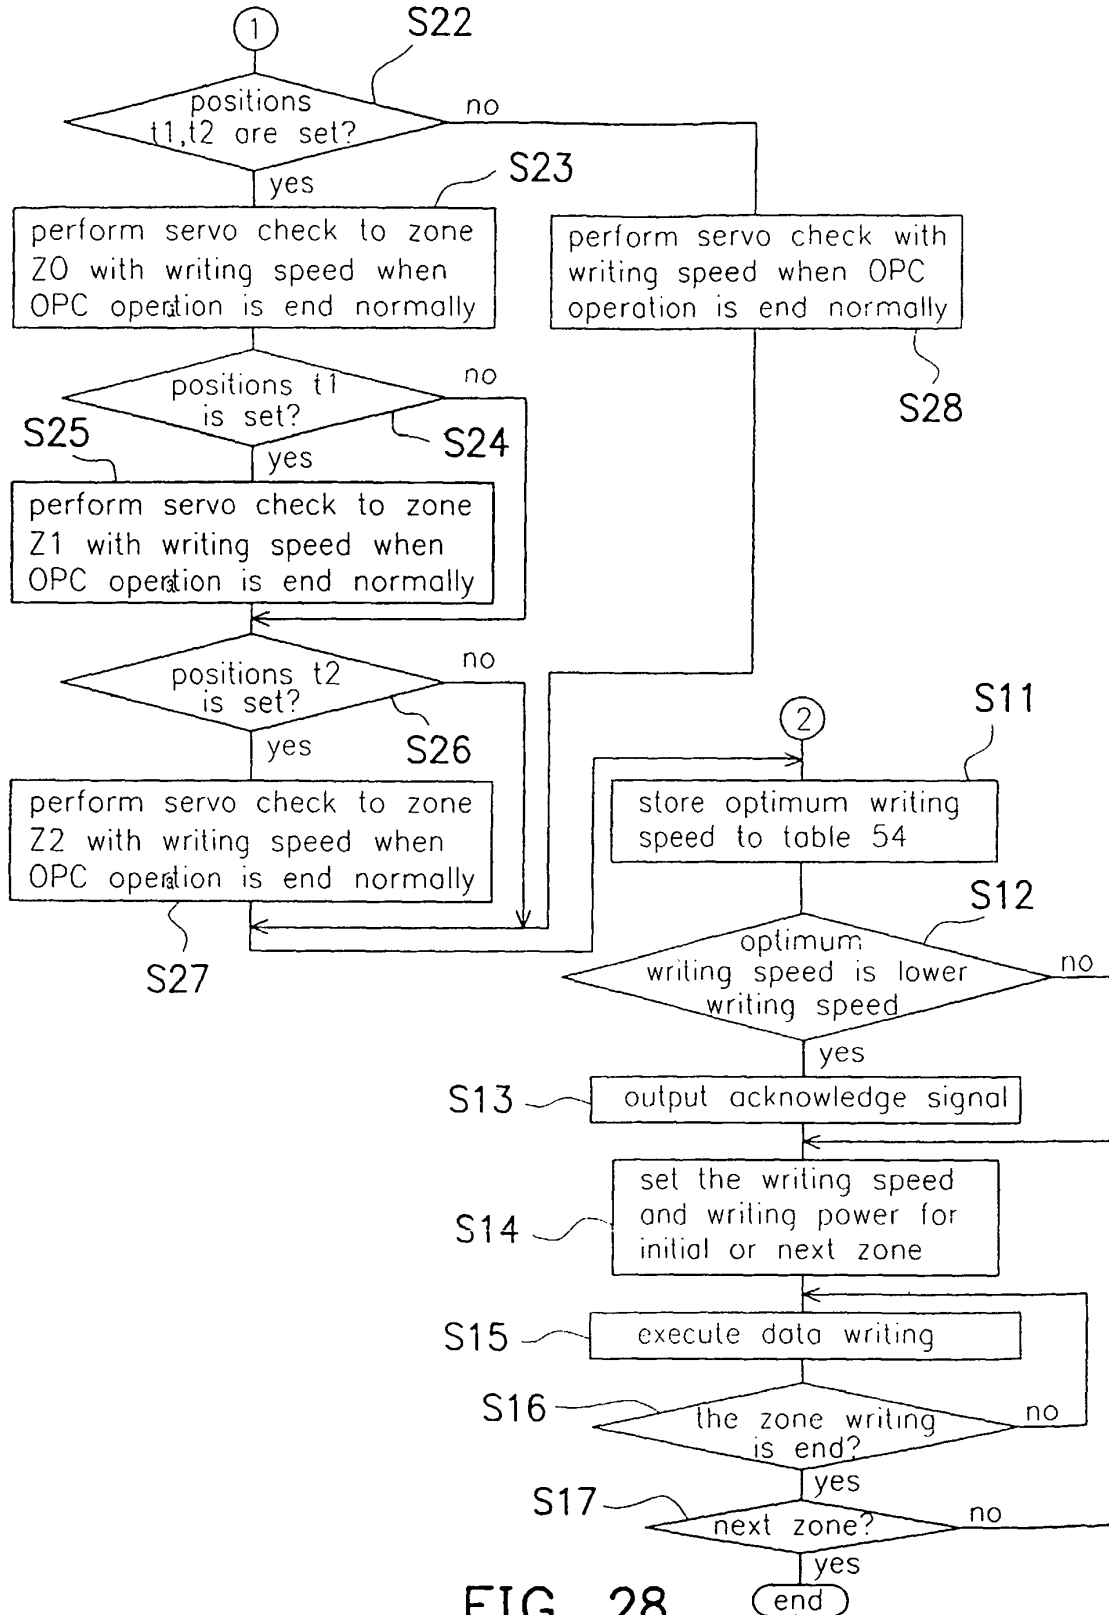 1
S22
positions
t1,t2 are set?
no
yes
S23
perform servo check to zone
Z0 with writing speed when
OPC operation is end normally
perform servo check with
writing speed when OPC
operation is end normally
S28
positions t1
is set?
no
S24
yes
S25
perform servo check to zone
Z1 with writing speed when
OPC operation is end normally
positions t2
is set?
no
S26
yes
perform servo check to zone
Z2 with writing speed when
OPC operation is end normally
S27
2
S11
store optimum writing
speed to table 54
S12
optimum
writing speed is lower
writing speed
no
yes
S13
output acknowledge signal
S14
set the writing speed
and writing power for
initial or next zone
S15
execute data writing
S16
the zone writing
is end?
no
yes
S17
next zone?
no
yes
end
FIG. 28